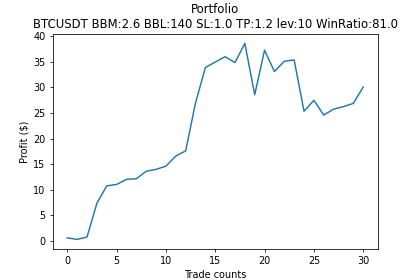 Portfolio
BTCUSDT BBM:2.6 BBL:140 SL:1.0 TP:1.2 lev:10 WinRatio:81.0
40
35
30
25
20
15
10
5
0
Profit ($)
0 5 10 15 20 25 30
Trade counts